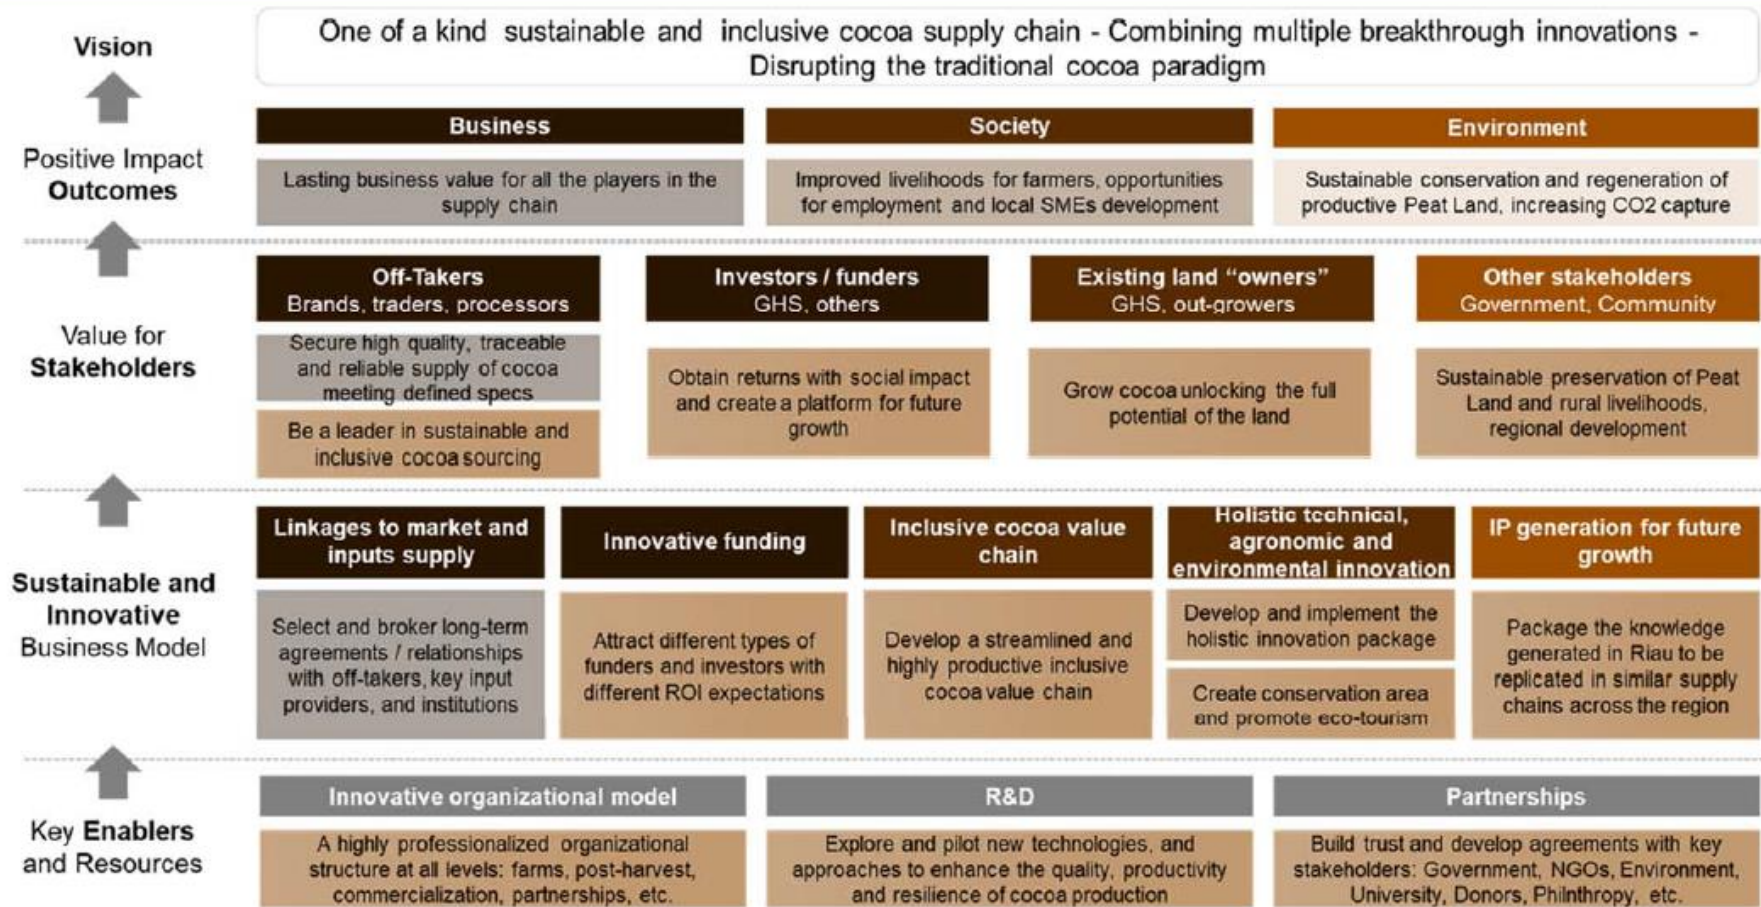 Vision
One of a kind sustainable and inclusive cocoa supply chain - Combining multiple breakthrough innovations -
Disrupting the traditional cocoa paradigm
Positive Impact
Outcomes
Business
Lasting business value for all the players in the
supply chain
Society
Improved livelihoods for farmers, opportunities
for employment and local SMEs development
Environment
Sustainable conservation and regeneration of
productive Peat Land, increasing CO2 capture
Value for
Stakeholders
Off-Takers
Brands, traders, processors
Secure high quality, traceable
and reliable supply of cocoa
meeting defined specs
Be a leader in sustainable and
inclusive cocoa sourcing
Investors / funders
GHS, others
Obtain returns with social impact
and create a platform for future
growth
Existing land “owners”
GHS, out-growers
Grow cocoa unlocking the full
potential of the land
Other stakeholders
Government, Community
Sustainable preservation of Peat
Land and rural livelihoods,
regional development
Sustainable and
Innovative
Business Model
Linkages to market and
inputs supply
Select and broker long-term
agreements / relationships
with off-takers, key input
providers, and institutions
Innovative funding
Attract different types of
funders and investors with
different ROI expectations
Inclusive cocoa value
chain
Develop a streamlined and
highly productive inclusive
cocoa value chain
Holistic technical,
agronomic and
environmental innovation
Develop and implement the
holistic innovation package
Create conservation area
and promote eco-tourism
IP generation for future
growth
Package the knowledge
generated in Riau to be
replicated in similar supply
chains across the region
Key Enablers
and Resources
Innovative organizational model
A highly professionalized organizational
structure at all levels: farms, post-harvest,
commercialization, partnerships, etc.
R&D
Explore and pilot new technologies, and
approaches to enhance the quality, productivity
and resilience of cocoa production
Partnerships
Build trust and develop agreements with key
stakeholders: Government, NGOs, Environment,
University, Donors, Philnthropy, etc.